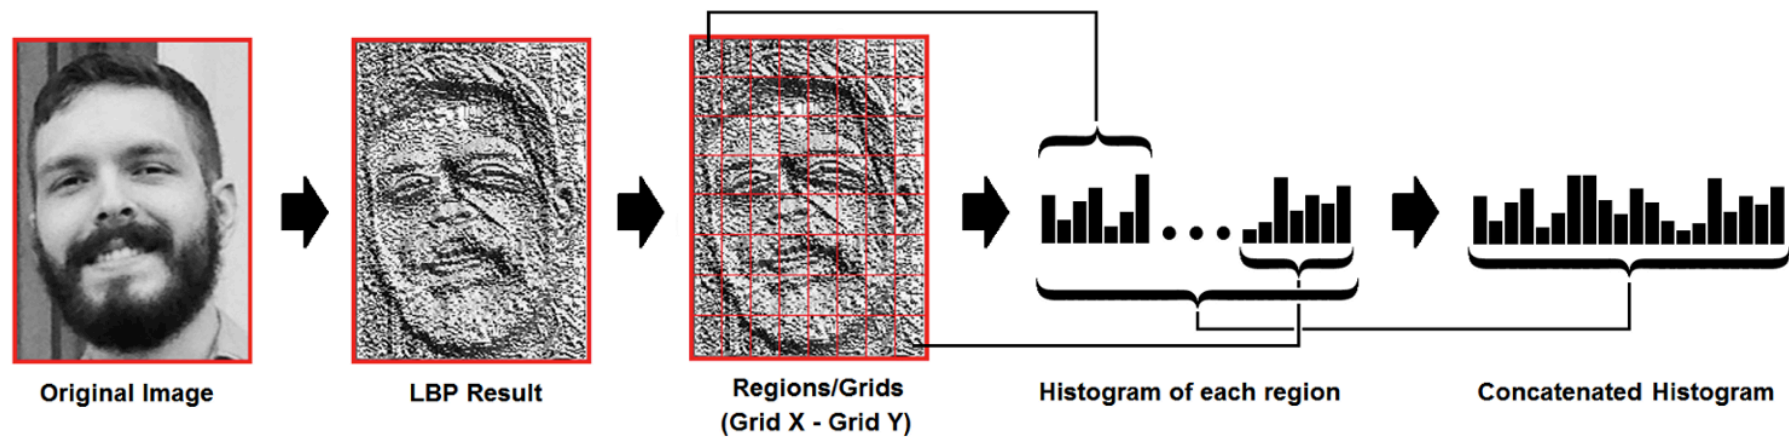 Original Image
LBP Result
Regions/Grids
(Grid X - Grid Y)
Histogram of each region
Concatenated Histogram